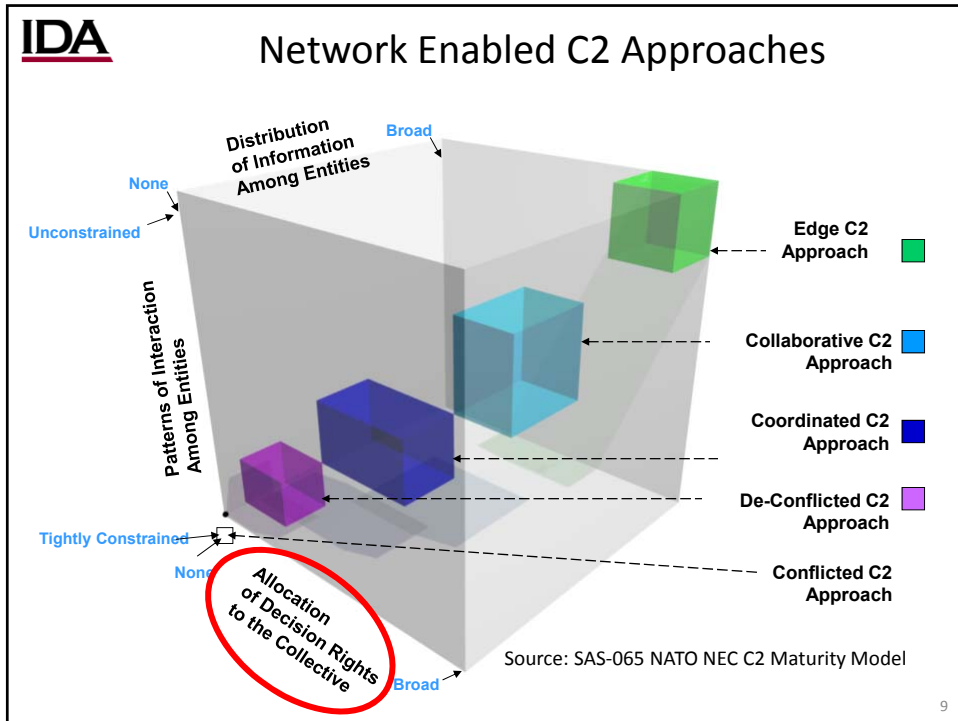 IDA
Network Enabled C2 Approaches
Distribution
of Information
Among Entities
Broad
None
Unconstrained
Patterns of Interaction
Among Entities
Edge C2
Approach
Collaborative C2
Approach
Coordinated C2
Approach
De-Conflicted C2
Approach
Conflicted C2
Approach
Tightly Constrained
None
Allocation
of Decision Rights
to the Collective
Broad
Source: SAS-065 NATO NEC C2 Maturity Model
9